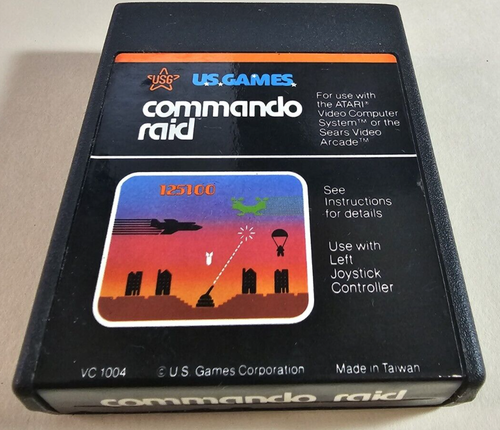 USG
U.S. GAMES.
commando
raid™
For use with
the ATARI®
Video Computer
System™ or the
Sears Video
Arcade™
125100
See
Instructions
for details
Use with
Left
Joystick
Controller
VC 1004 © U.S. Games Corporation Made in Taiwan
commando raid